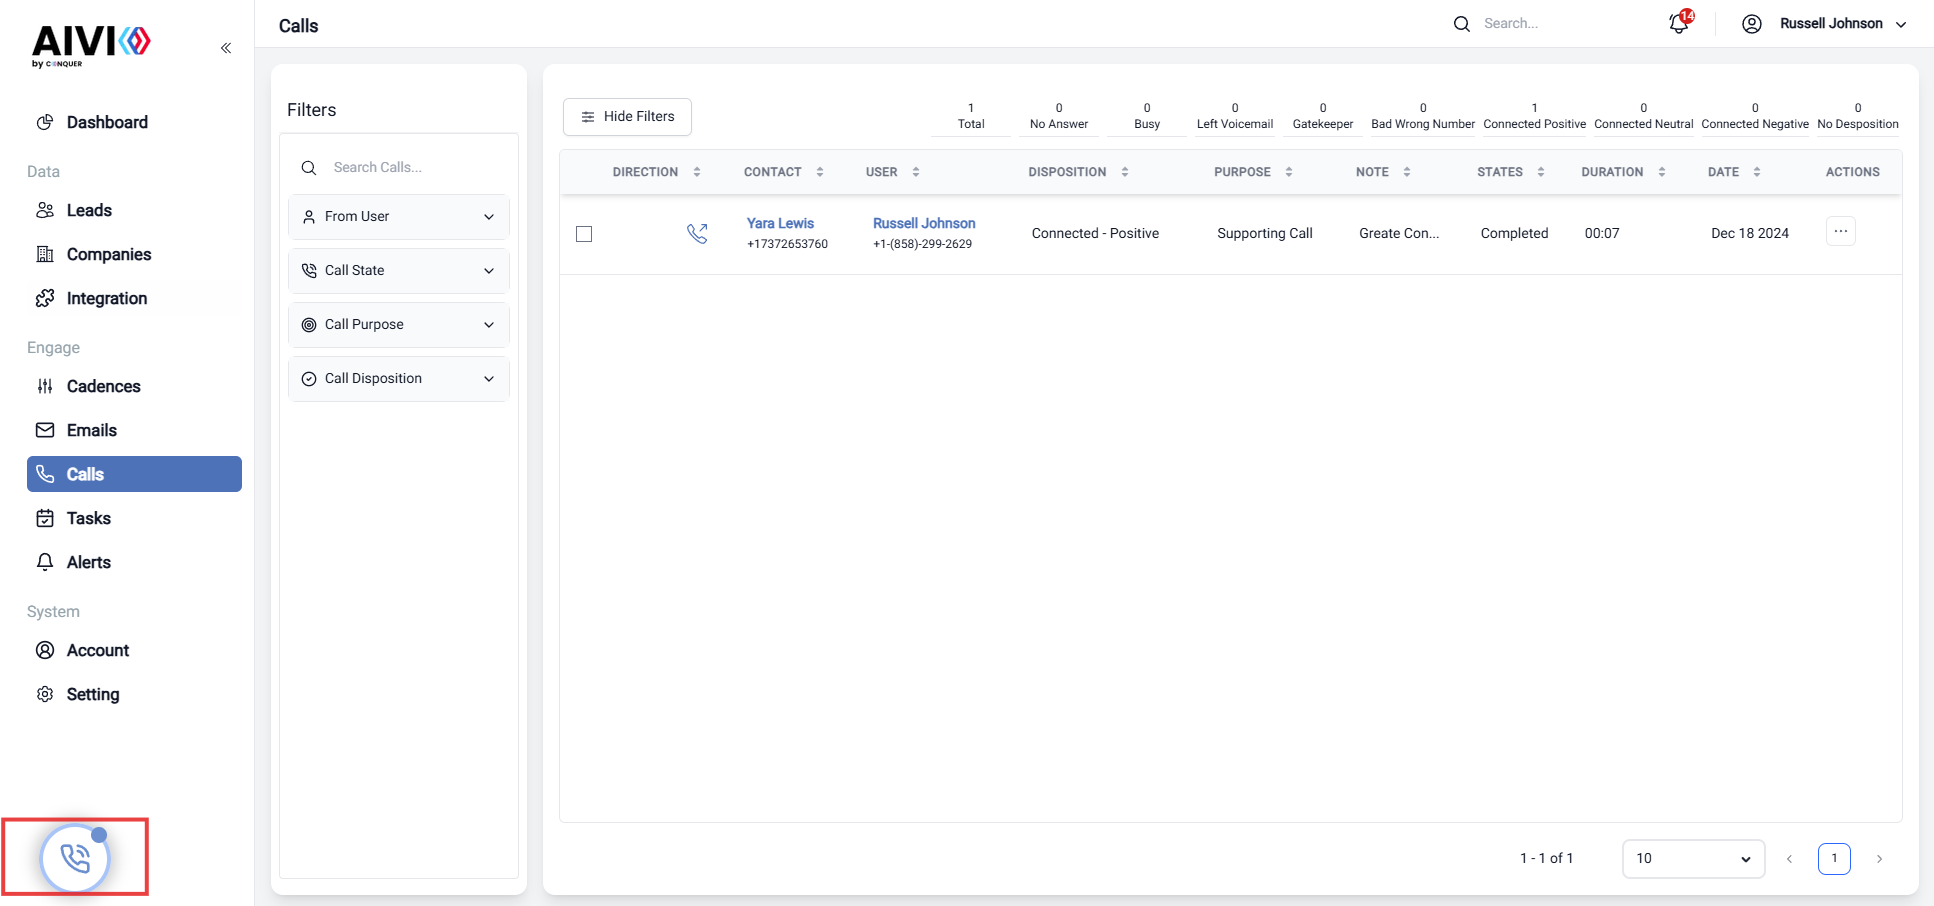 AIVI
by CONQUER
Dashboard
Data
Leads
Companies
Integration
Engage
Cadences
Emails
Calls
Tasks
Alerts
System
Account
Setting
Calls
Search...
14
Russell Johnson
Filters
Search Calls...
From User
Call State
Call Purpose
Call Disposition
Hide Filters
1 0 0 0 0 0 1 0 0 0
Total No Answer Busy Left Voicemail Gatekeeper Bad Wrong Number Connected Positive Connected Neutral Connected Negative No Desposition
DIRECTION CONTACT USER DISPOSITION PURPOSE NOTE STATES DURATION DATE ACTIONS
Yara Lewis Russell Johnson
Connected - Positive Supporting Call Greate Con... Completed 00:07 Dec 18 2024 ...
+17372653760 +1-(858)-299-2629
1 - 1 of 1 10 1